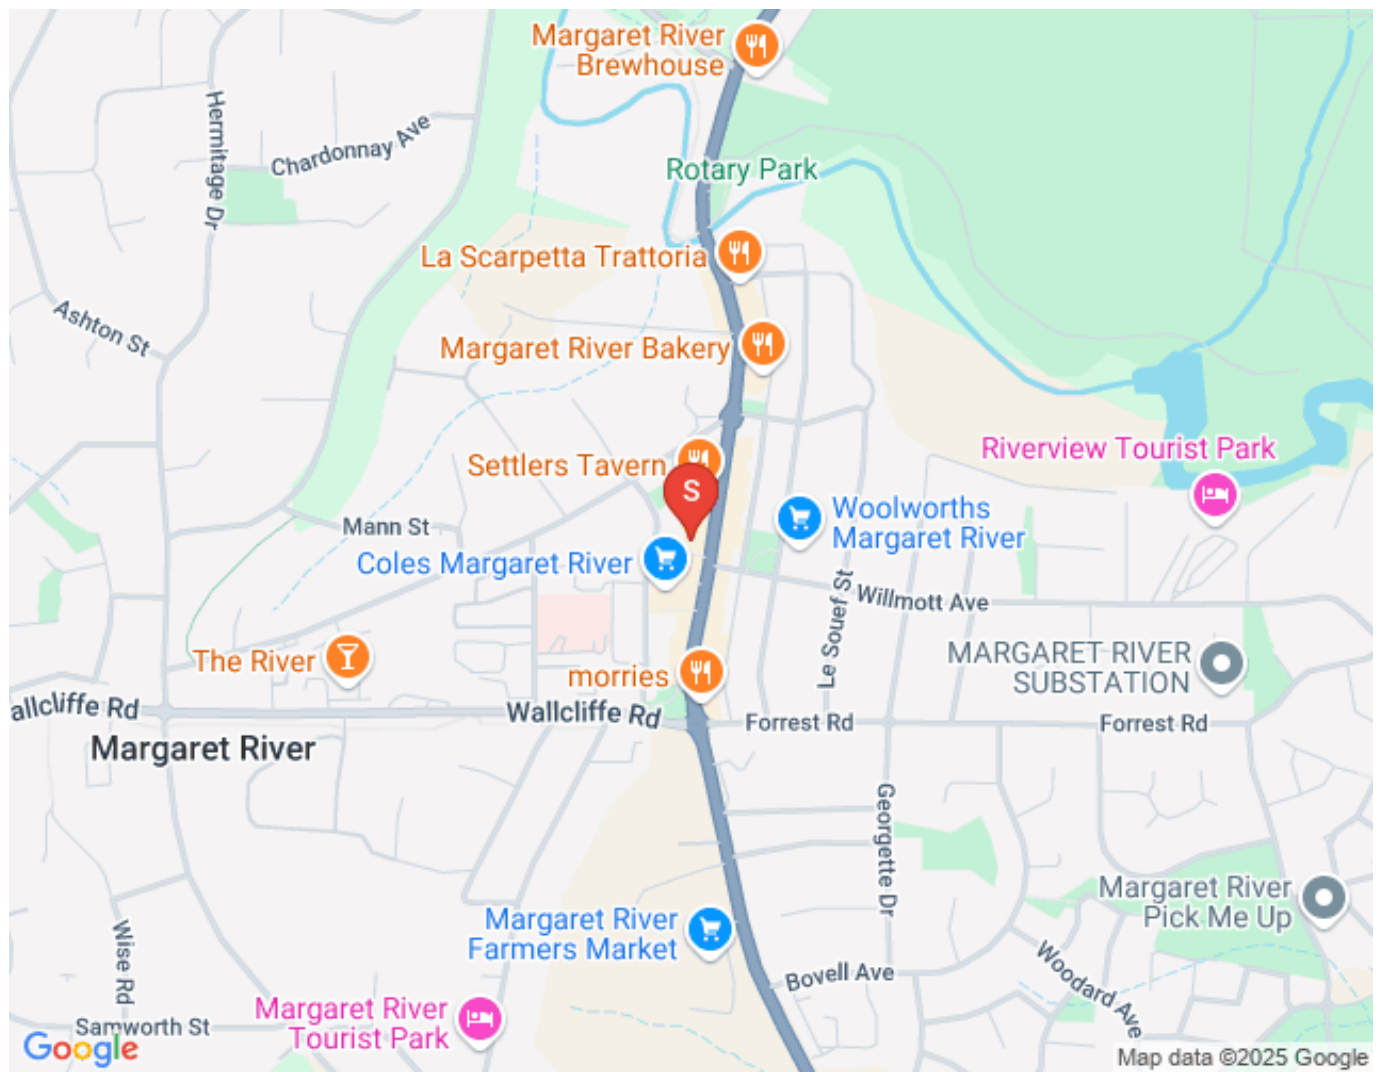 Margaret River
Brewhouse
Hermitage Dr
Chardonnay Ave
Rotary Park
La Scarpetta Trattoria
Ashton St
Margaret River Bakery
Settlers Tavern
S
Riverview Tourist Park
Woolworths
Margaret River
Mann St
Coles Margaret River
Willmott Ave
Le Souef St
The River
morries
MARGARET RIVER
SUBSTATION
allcliffe Rd
Wallcliffe Rd
Forrest Rd
Forrest Rd
Margaret River
Georgette Dr
Margaret River
Pick Me Up
Margaret River
Farmers Market
Wise Rd
Bovell Ave
Woodard Ave
Margaret River
Tourist Park
Samworth St
Google
Map data ©2025 Google